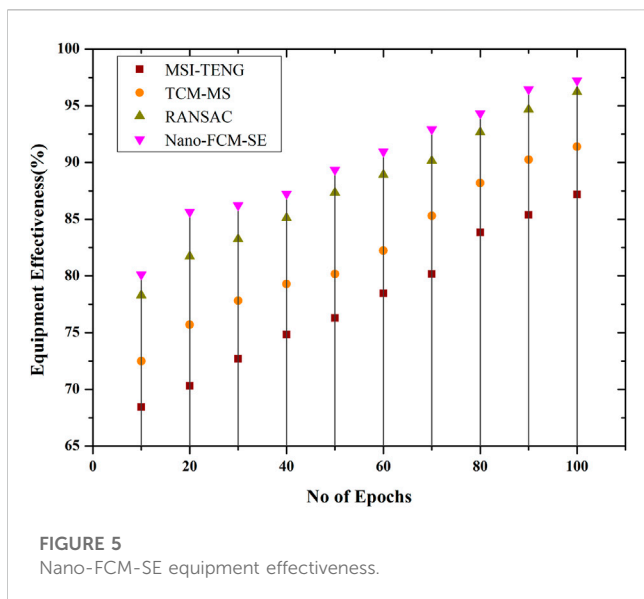 100
95
90
85
80
75
70
65
Equipment Effectiveness(%)
MSI-TENG
TCM-MS
RANSAC
Nano-FCM-SE
0
20
40
60
80
100
No of Epochs
FIGURE 5
Nano-FCM-SE equipment effectiveness.